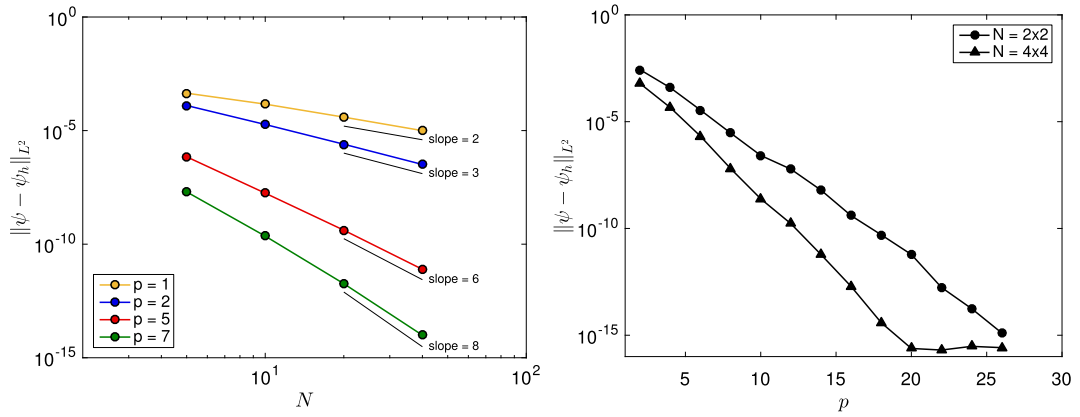 10^0
10^-5
10^-10
10^-15
10^1
10^2
N
||ψ − ψ_h||_{L^2}
slope = 2
slope = 3
slope = 6
slope = 8
p = 1
p = 2
p = 5
p = 7
10^0
10^-5
10^-10
10^-15
5
10
15
20
25
30
p
||ψ − ψ_h||_{L^2}
N = 2x2
N = 4x4